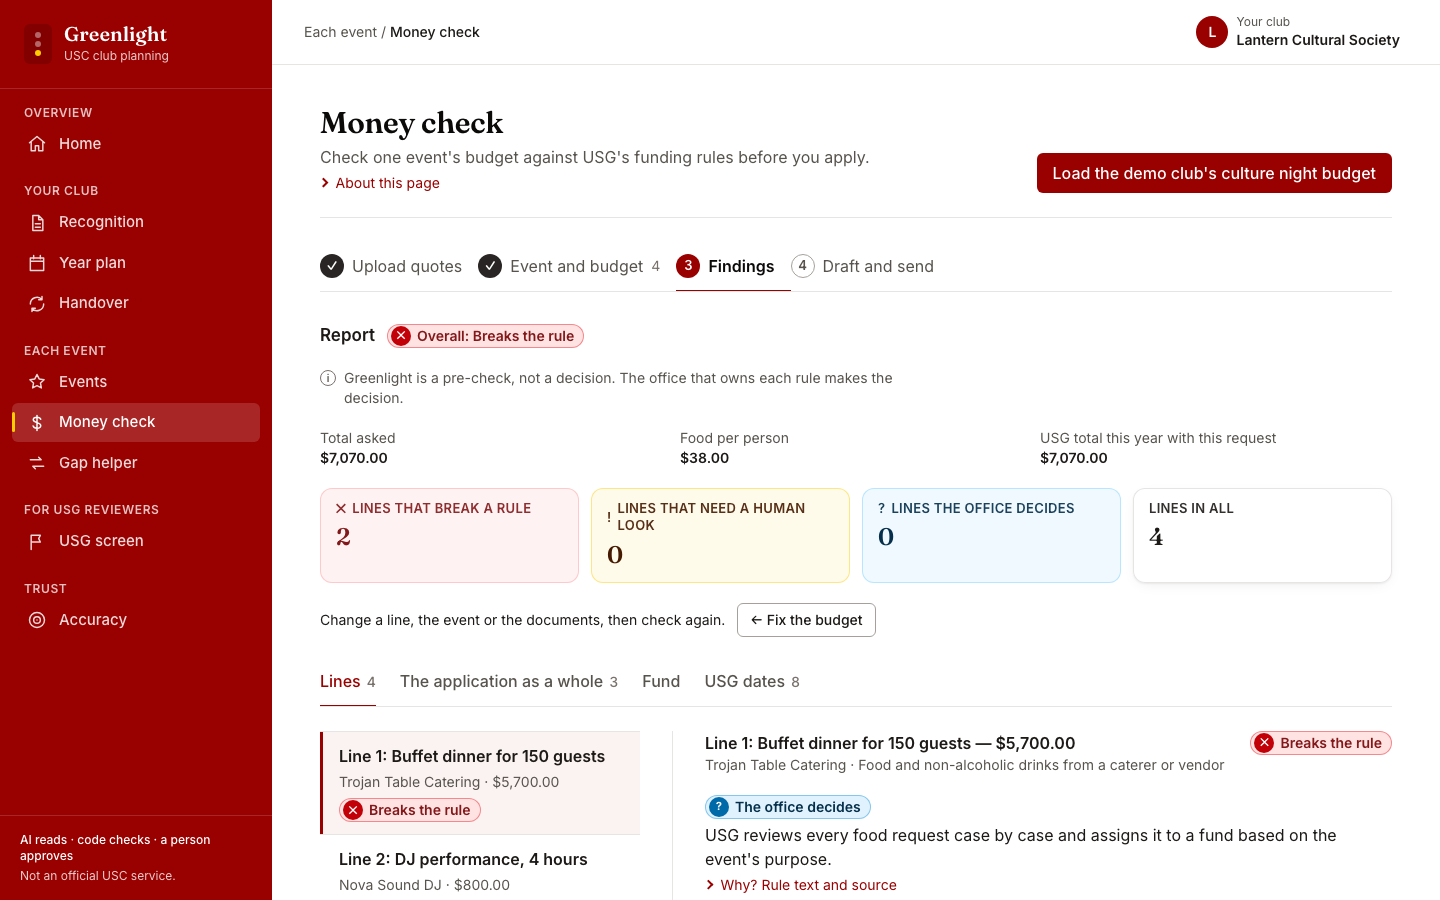 Greenlight
USC club planning
OVERVIEW
Home
YOUR CLUB
Recognition
Year plan
Handover
EACH EVENT
Events
Money check
Gap helper
FOR USG REVIEWERS
USG screen
TRUST
Accuracy
AI reads · code checks · a person
approves
Not an official USC service.
Each event / Money check
L
Your club
Lantern Cultural Society
Money check
Check one event's budget against USG's funding rules before you apply.
About this page
Load the demo club's culture night budget
Upload quotes
Event and budget 4
3 Findings
4 Draft and send
Report
Overall: Breaks the rule
Greenlight is a pre-check, not a decision. The office that owns each rule makes the
decision.
Total asked
$7,070.00
Food per person
$38.00
USG total this year with this request
$7,070.00
LINES THAT BREAK A RULE
2
! LINES THAT NEED A HUMAN
LOOK
0
? LINES THE OFFICE DECIDES
0
LINES IN ALL
4
Change a line, the event or the documents, then check again.
← Fix the budget
Lines 4
The application as a whole 3
Fund
USG dates 8
Line 1: Buffet dinner for 150 guests
Trojan Table Catering · $5,700.00
Breaks the rule
Line 2: DJ performance, 4 hours
Nova Sound DJ · $800.00
Line 1: Buffet dinner for 150 guests — $5,700.00
Breaks the rule
Trojan Table Catering · Food and non-alcoholic drinks from a caterer or vendor
? The office decides
USG reviews every food request case by case and assigns it to a fund based on the
event's purpose.
Why? Rule text and source